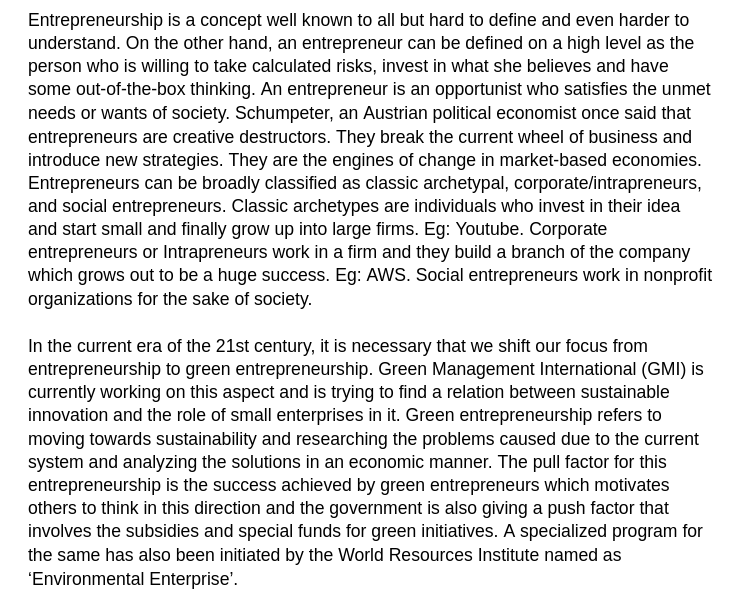 Entrepreneurship is a concept well known to all but hard to define and even harder to
understand. On the other hand, an entrepreneur can be defined on a high level as the
person who is willing to take calculated risks, invest in what she believes and have
some out-of-the-box thinking. An entrepreneur is an opportunist who satisfies the unmet
needs or wants of society. Schumpeter, an Austrian political economist once said that
entrepreneurs are creative destructors. They break the current wheel of business and
introduce new strategies. They are the engines of change in market-based economies.
Entrepreneurs can be broadly classified as classic archetypal, corporate/intrapreneurs,
and social entrepreneurs. Classic archetypes are individuals who invest in their idea
and start small and finally grow up into large firms. Eg: Youtube. Corporate
entrepreneurs or Intrapreneurs work in a firm and they build a branch of the company
which grows out to be a huge success. Eg: AWS. Social entrepreneurs work in nonprofit
organizations for the sake of society.
In the current era of the 21st century, it is necessary that we shift our focus from
entrepreneurship to green entrepreneurship. Green Management International (GMI) is
currently working on this aspect and is trying to find a relation between sustainable
innovation and the role of small enterprises in it. Green entrepreneurship refers to
moving towards sustainability and researching the problems caused due to the current
system and analyzing the solutions in an economic manner. The pull factor for this
entrepreneurship is the success achieved by green entrepreneurs which motivates
others to think in this direction and the government is also giving a push factor that
involves the subsidies and special funds for green initiatives. A specialized program for
the same has also been initiated by the World Resources Institute named as
‘Environmental Enterprise’.